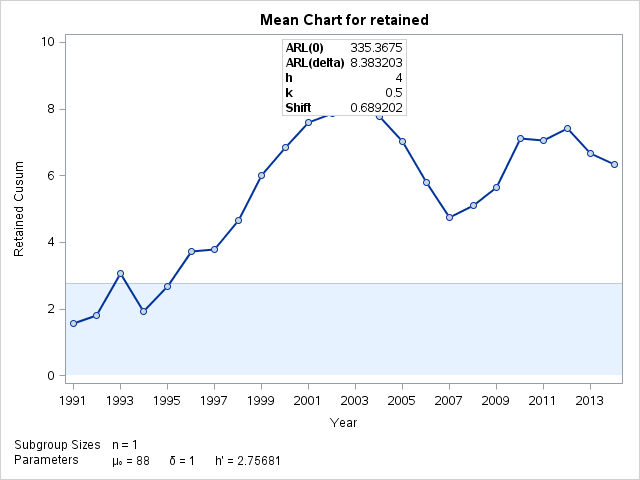 Mean Chart for retained
ARL(0) 335.3675
ARL(delta) 8.383203
h 4
k 0.5
Shift 0.689202
10
8
6
4
2
0
Retained Cusum
1991 1993 1995 1997 1999 2001 2003 2005 2007 2009 2011 2013
Year
Subgroup Sizes n = 1
Parameters μ₀ = 88 δ = 1 h' = 2.75681